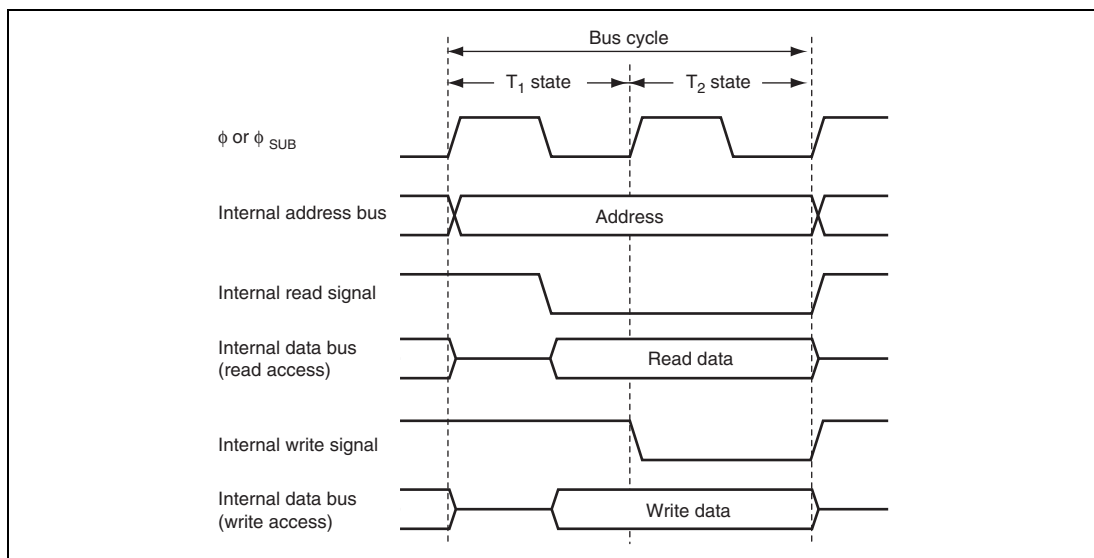 Bus cycle
T1 state
T2 state
φ or φ SUB
Internal address bus
Address
Internal read signal
Internal data bus
(read access)
Read data
Internal write signal
Internal data bus
(write access)
Write data